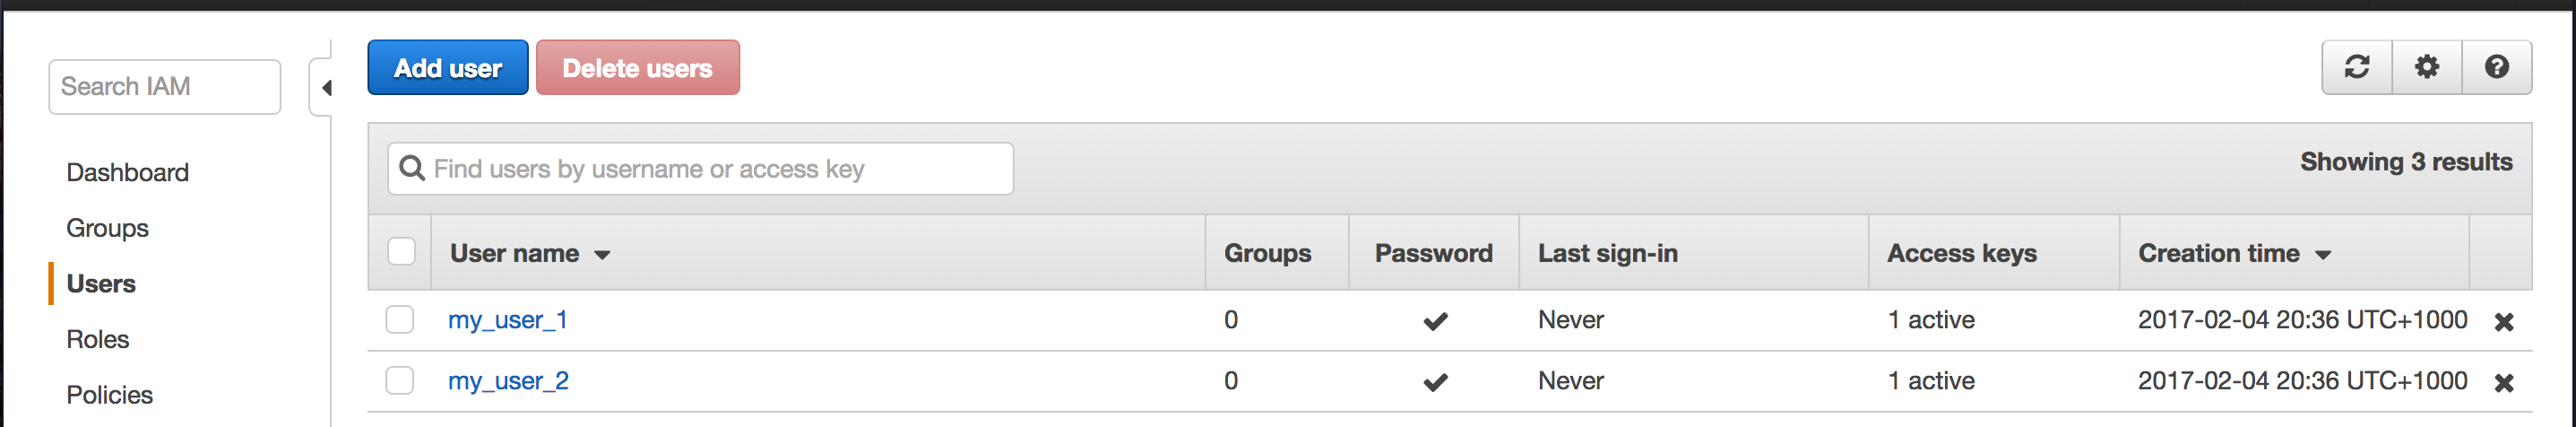 Search IAM
Dashboard
Groups
Users
Roles
Policies
Add user Delete users
Find users by username or access key Showing 3 results
User name Groups Password Last sign-in Access keys Creation time
my_user_1 0 Never 1 active 2017-02-04 20:36 UTC+1000
my_user_2 0 Never 1 active 2017-02-04 20:36 UTC+1000